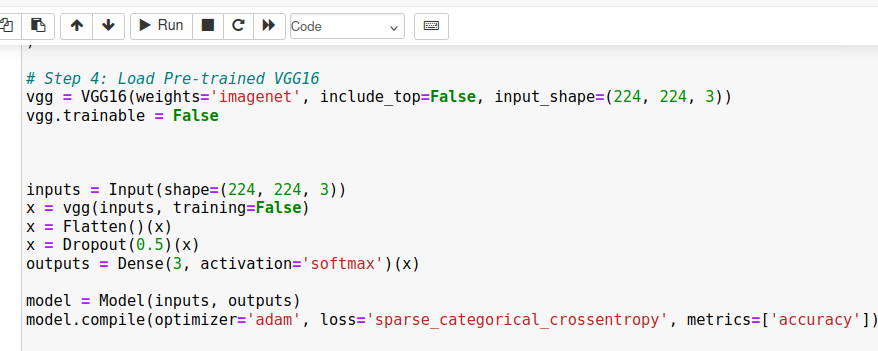 Run
Code
# Step 4: Load Pre-trained VGG16
vgg = VGG16(weights='imagenet', include_top=False, input_shape=(224, 224, 3))
vgg.trainable = False
inputs = Input(shape=(224, 224, 3))
x = vgg(inputs, training=False)
x = Flatten()(x)
x = Dropout(0.5)(x)
outputs = Dense(3, activation='softmax')(x)
model = Model(inputs, outputs)
model.compile(optimizer='adam', loss='sparse_categorical_crossentropy', metrics=['accuracy'])